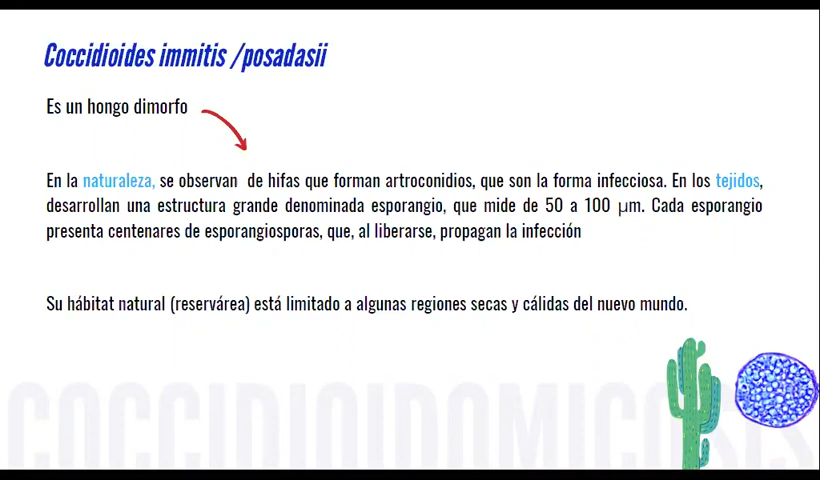 Coccidioides immitis /posadasii
Es un hongo dimorfo
En la naturaleza, se observan de hifas que forman artroconidios, que son la forma infecciosa. En los tejidos,
desarrollan una estructura grande denominada esporangio, que mide de 50 a 100 μm. Cada esporangio
presenta centenares de esporangiosporas, que, al liberarse, propagan la infección
Su hábitat natural (reservárea) está limitado a algunas regiones secas y cálidas del nuevo mundo.
COCCIDIOIDOMICOSIS